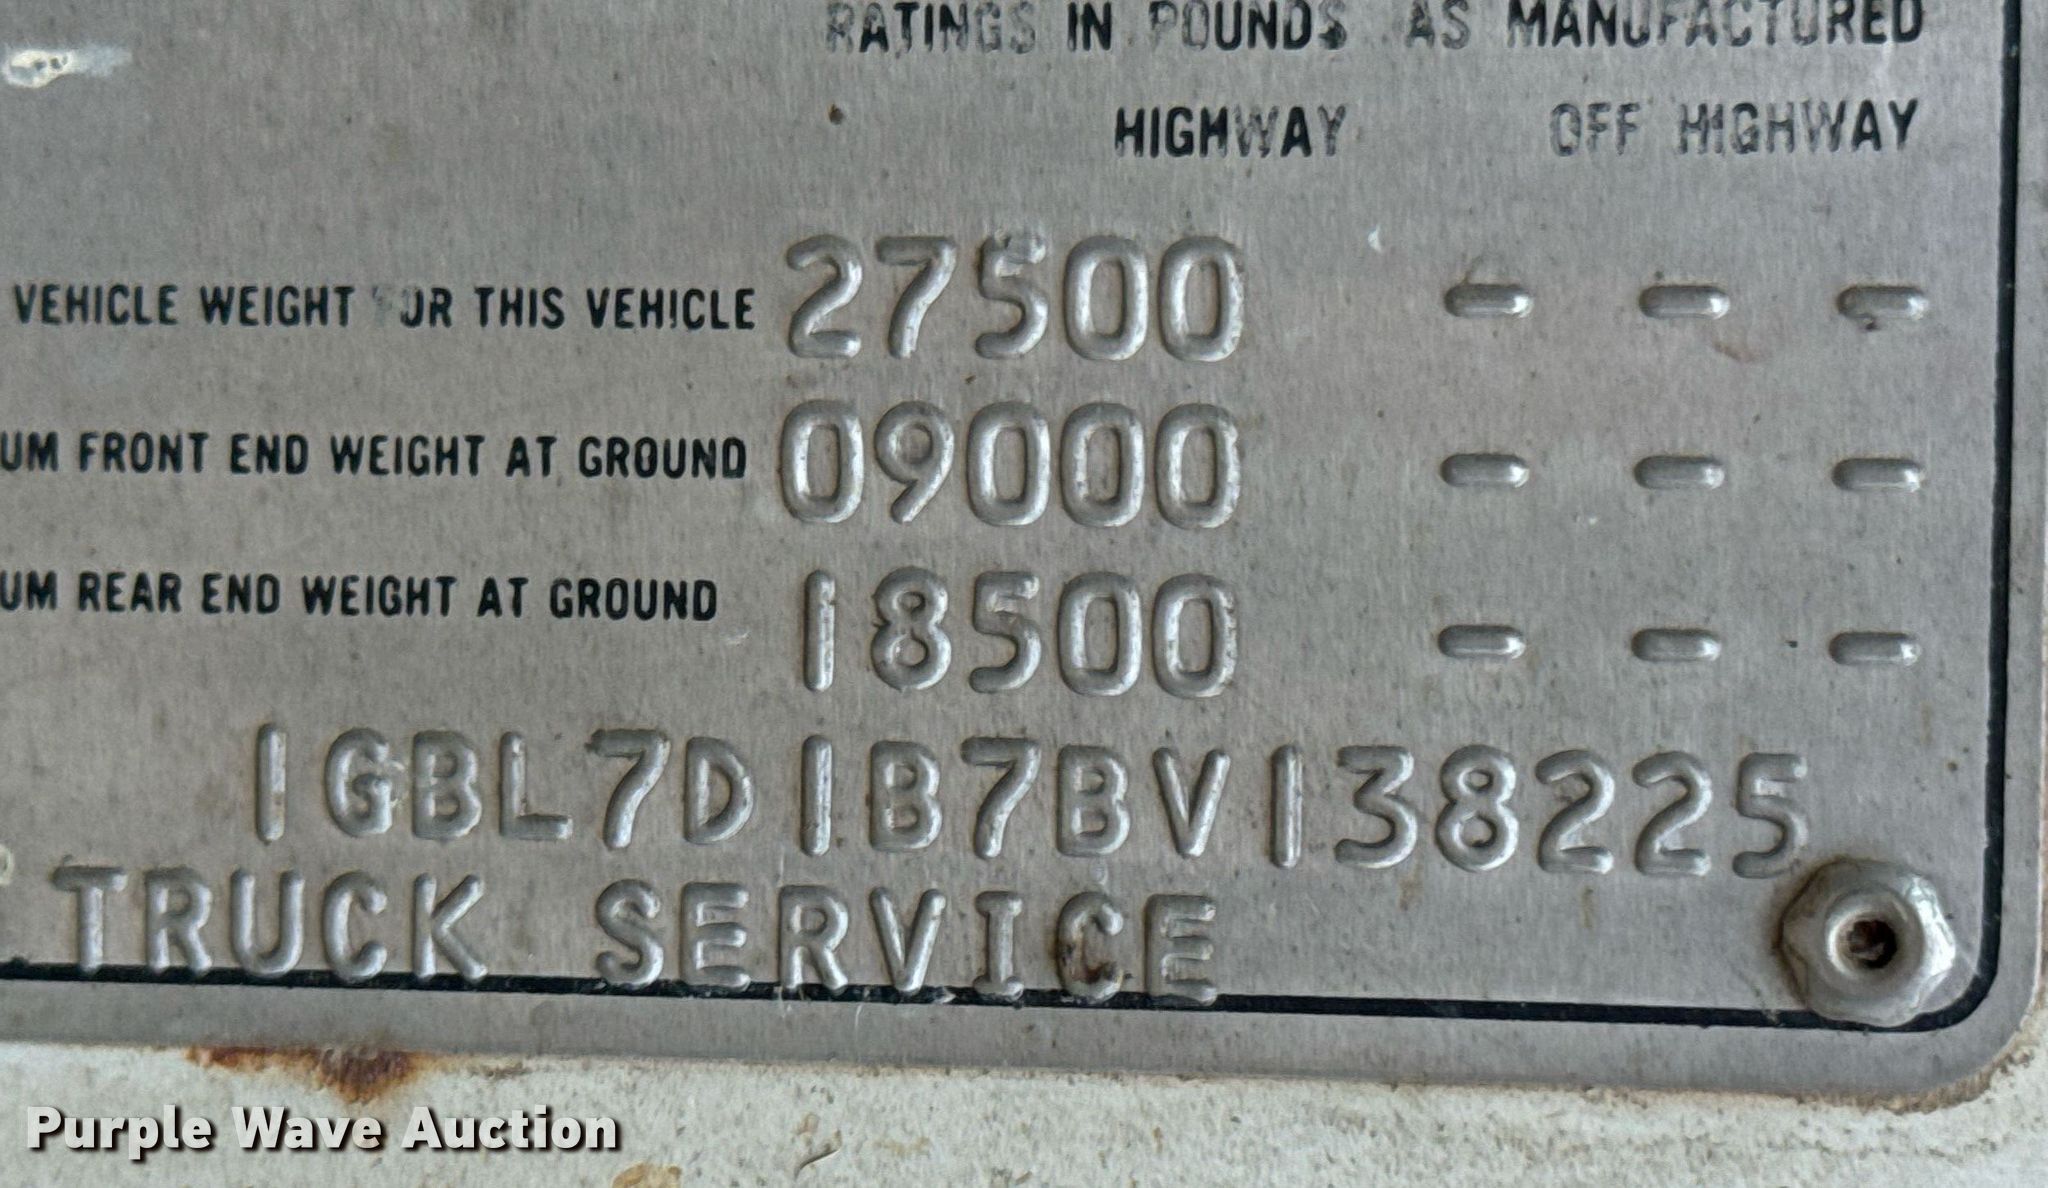 RATINGS IN POUNDS AS MANUFACTURED
HIGHWAY OFF HIGHWAY
VEHICLE WEIGHT FOR THIS VEHICLE 27500 - - -
UM FRONT END WEIGHT AT GROUND 09000 - - -
UM REAR END WEIGHT AT GROUND 18500 - - -
1GBL7D1B7BV138225
TRUCK SERVICE
Purple Wave Auction